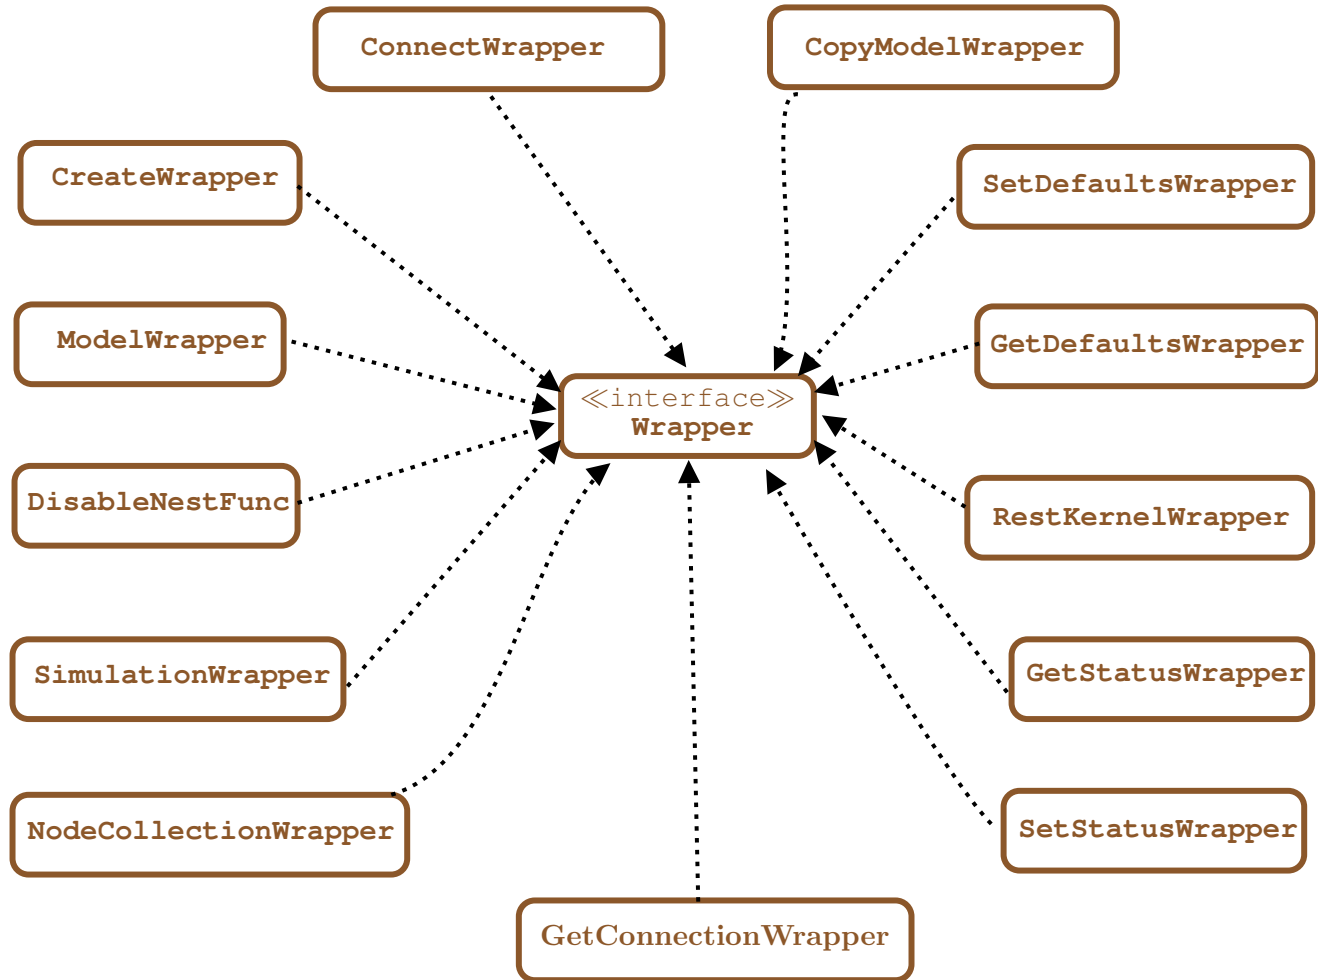 ConnectWrapper
CopyModelWrapper
CreateWrapper
SetDefaultsWrapper
ModelWrapper
GetDefaultsWrapper
≪interface≫
Wrapper
DisableNestFunc
RestKernelWrapper
SimulationWrapper
GetStatusWrapper
NodeCollectionWrapper
SetStatusWrapper
GetConnectionWrapper